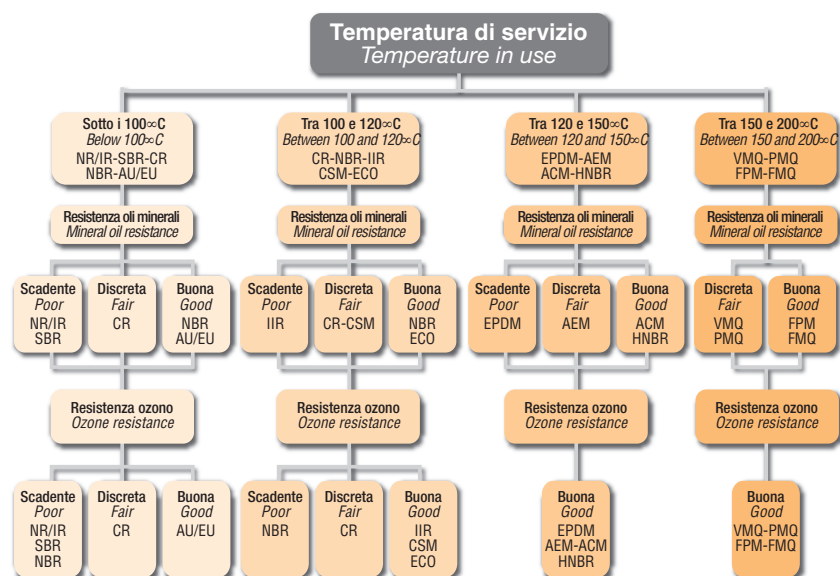 Temperatura di servizio
Temperature in use
Sotto i 100∞C
Below 100∞C
NR/IR-SBR-CR
NBR-AU/EU
Tra 100 e 120∞C
Between 100 and 120∞C
CR-NBR-IIR
CSM-ECO
Tra 120 e 150∞C
Between 120 and 150∞C
EPDM-AEM
ACM-HNBR
Tra 150 e 200∞C
Between 150 and 200∞C
VMQ-PMQ
FPM-FMQ
Resistenza oli minerali
Mineral oil resistance
Resistenza oli minerali
Mineral oil resistance
Resistenza oli minerali
Mineral oil resistance
Resistenza oli minerali
Mineral oil resistance
Scadente
Poor
NR/IR
SBR
Discreta
Fair
CR
Buona
Good
NBR
AU/EU
Scadente
Poor
IIR
Discreta
Fair
CR-CSM
Buona
Good
NBR
ECO
Scadente
Poor
EPDM
Discreta
Fair
AEM
Buona
Good
ACM
HNBR
Discreta
Fair
VMQ
PMQ
Buona
Good
FPM
FMQ
Resistenza ozono
Ozone resistance
Resistenza ozono
Ozone resistance
Resistenza ozono
Ozone resistance
Resistenza ozono
Ozone resistance
Scadente
Poor
NR/IR
SBR
NBR
Discreta
Fair
CR
Buona
Good
AU/EU
Scadente
Poor
NBR
Discreta
Fair
CR
Buona
Good
IIR
CSM
ECO
Buona
Good
EPDM
AEM-ACM
HNBR
Buona
Good
VMQ-PMQ
FPM-FMQ